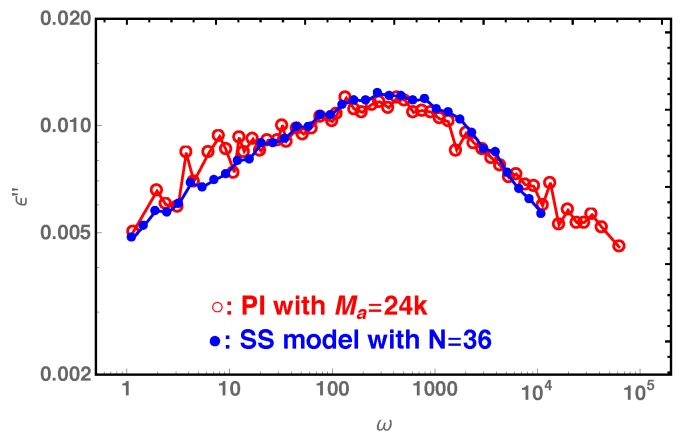 0.020
0.010
ϵ''
0.005
○: PI with Mₐ=24k
●: SS model with N=36
0.002
1 10 100 1000 10⁴ 10⁵
ω